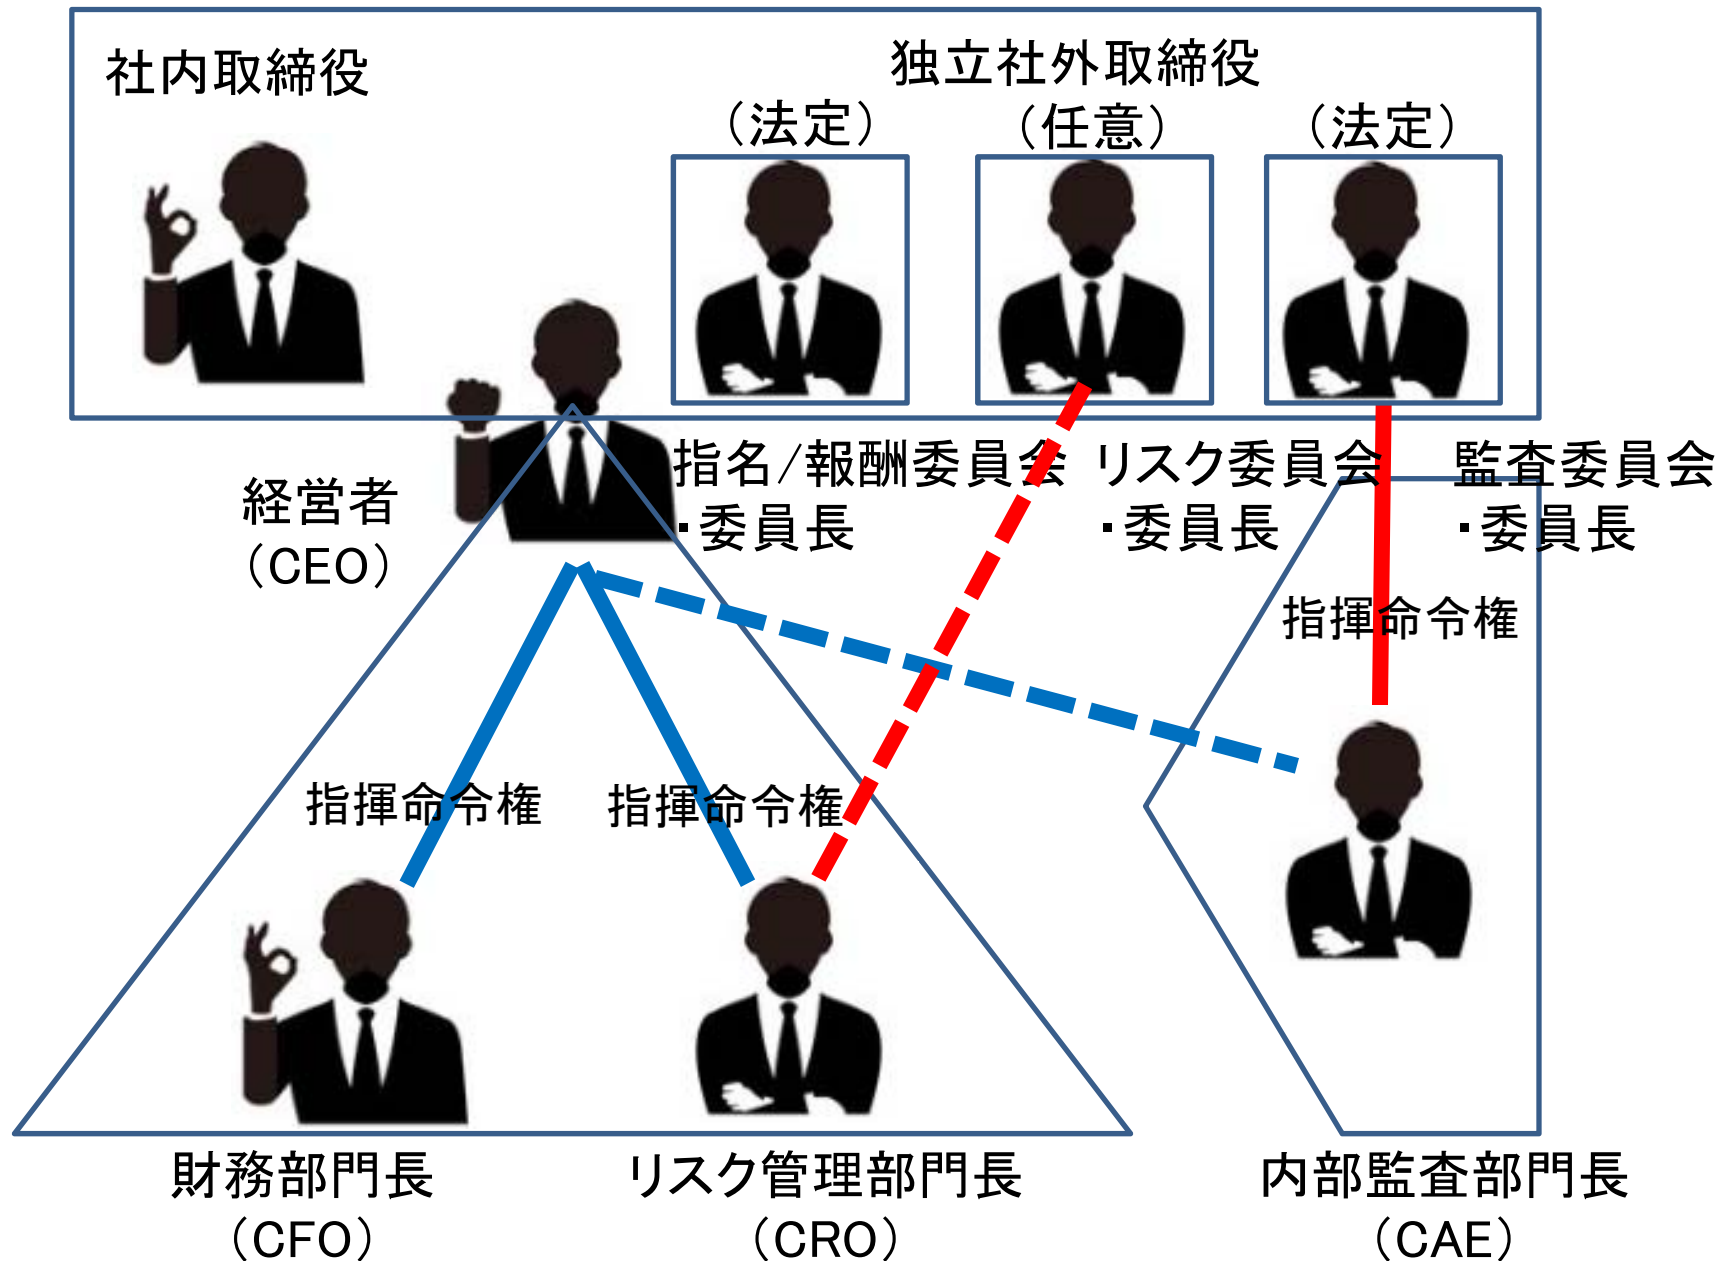 社内取締役
独立社外取締役
（法定）
（任意）
（法定）
経営者
（CEO）
指名/報酬委員会
・委員長
リスク委員会
・委員長
監査委員会
・委員長
指揮命令権
指揮命令権
指揮命令権
財務部門長
（CFO）
リスク管理部門長
（CRO）
内部監査部門長
（CAE）